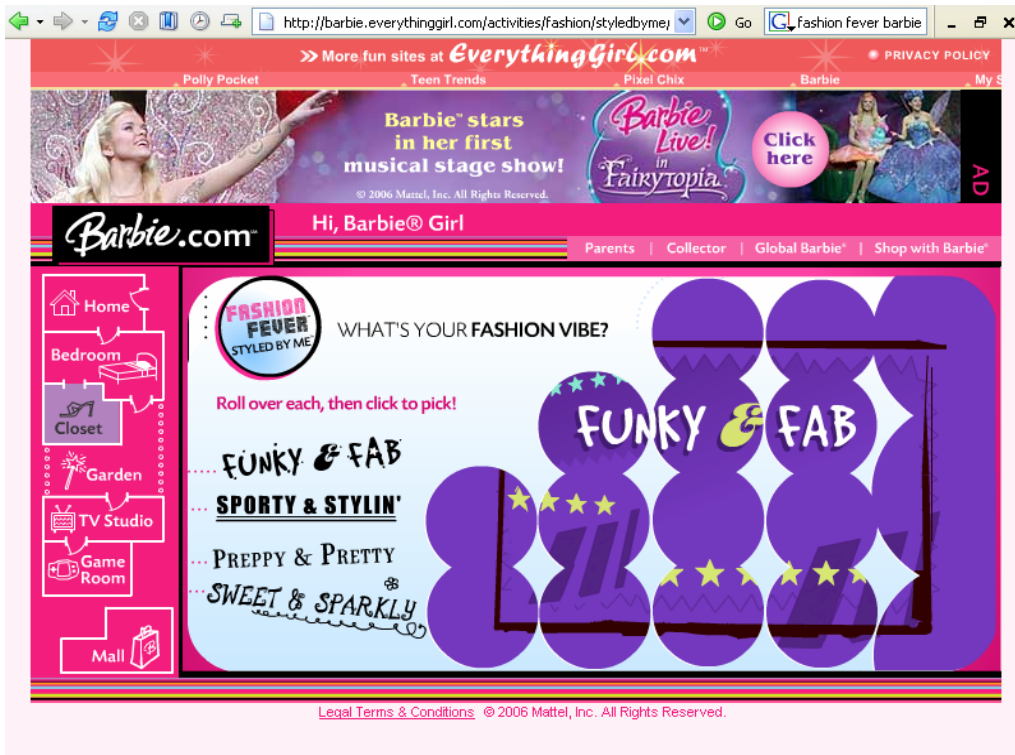 http://barbie.everythinggirl.com/activities/fashion/styledbyme/ Go fashion fever barbie
>> More fun sites at EverythingGirl.com™ PRIVACY POLICY
Polly Pocket Teen Trends Pixel Chix Barbie My S
Barbie™ stars
in her first
musical stage show!
© 2006 Mattel, Inc. All Rights Reserved.
Barbie Live!
in
Fairytopia
Click
here
AD
Barbie.com
Hi, Barbie® Girl
Parents | Collector | Global Barbie® | Shop with Barbie®
Home
Bedroom
Closet
Garden
TV Studio
Game
Room
Mall
B
FASHION
FEVER
STYLED BY ME™
WHAT'S YOUR FASHION VIBE?
Roll over each, then click to pick!
FUNKY & FAB
SPORTY & STYLIN'
PREPPY & PRETTY
SWEET & SPARKLY
FUNKY & FAB
Legal Terms & Conditions © 2006 Mattel, Inc. All Rights Reserved.